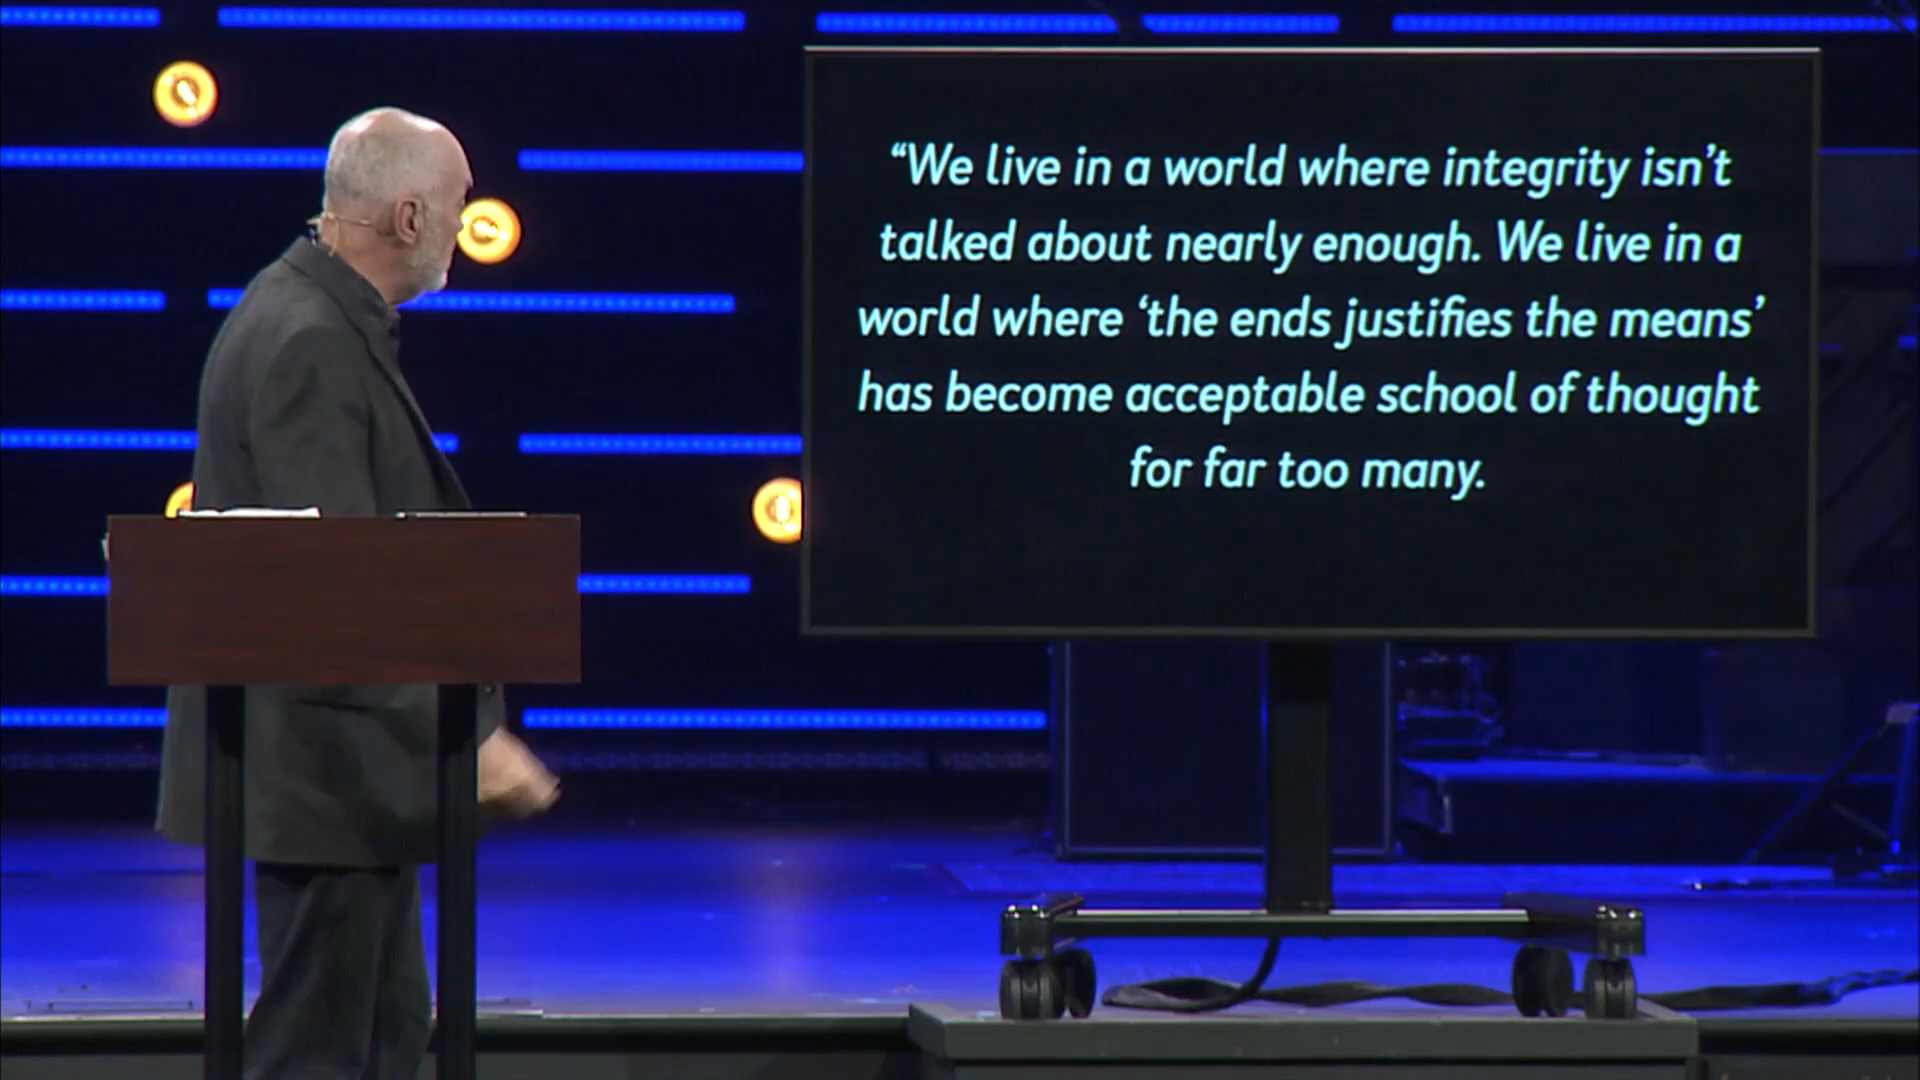 “We live in a world where integrity isn’t
talked about nearly enough. We live in a
world where ‘the ends justifies the means’
has become acceptable school of thought
for far too many.